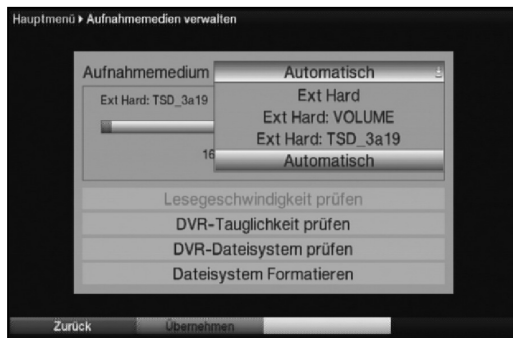 Hauptmenü ▸ Aufnahmemedien verwalten
Aufnahmemedium Automatisch
Ext Hard: TSD_3a19
16
Ext Hard
Ext Hard: VOLUME
Ext Hard: TSD_3a19
Automatisch
Lesegeschwindigkeit prüfen
DVR-Tauglichkeit prüfen
DVR-Dateisystem prüfen
Dateisystem Formatieren
Zurück Übernehmen